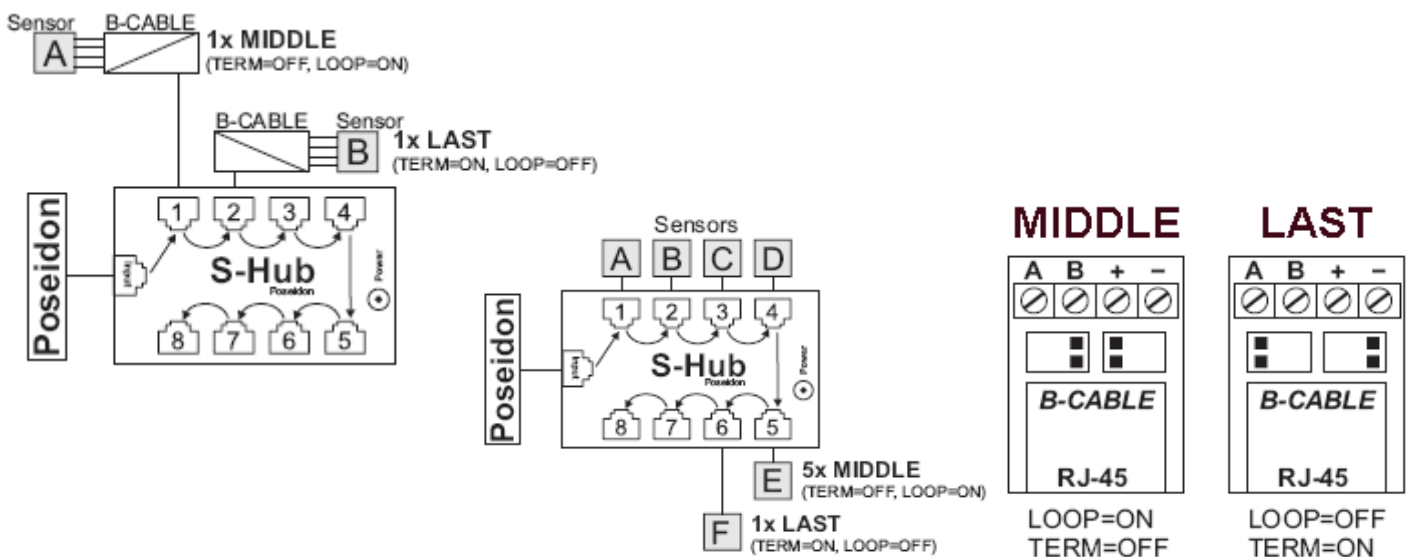 Sensor B-CABLE
A
1x MIDDLE
(TERM=OFF, LOOP=ON)
B-CABLE Sensor
B
1x LAST
(TERM=ON, LOOP=OFF)
Poseidon
Input
1 2 3 4
S-Hub
Poseidon
Power
8 7 6 5
Sensors
A B C D
Poseidon
Input
1 2 3 4
S-Hub
Poseidon
Power
8 7 6 5
E
5x MIDDLE
(TERM=OFF, LOOP=ON)
F
1x LAST
(TERM=ON, LOOP=OFF)
MIDDLE
A B + −
B-CABLE
RJ-45
LOOP=ON
TERM=OFF
LAST
A B + −
B-CABLE
RJ-45
LOOP=OFF
TERM=ON